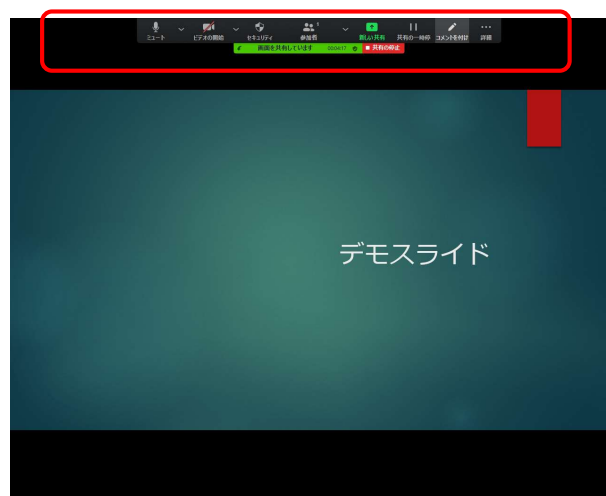 ミュート ビデオの開始 セキュリティ 参加者 新しい共有 共有の一時停 コメントを付け 詳細
画面を共有しています 共有の停止
デモスライド